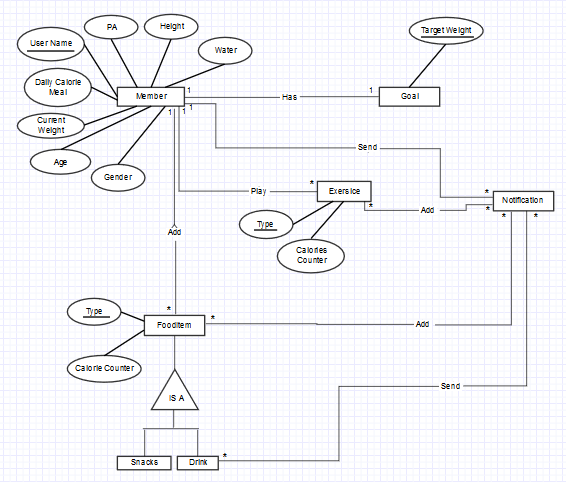 PA
Height
User Name
Water
Target Weight
Daily Calorie
Meal
Member
1
Has
1
Goal
1
1
1
Current
Weight
Send
Age
Gender
Play
*
Exersice
*
Notification
*
Add
*
*
*
Type
Add
Calories
Counter
Type
*
FoodItem
*
Add
Calorie Counter
Send
IS A
*
Snacks
Drink